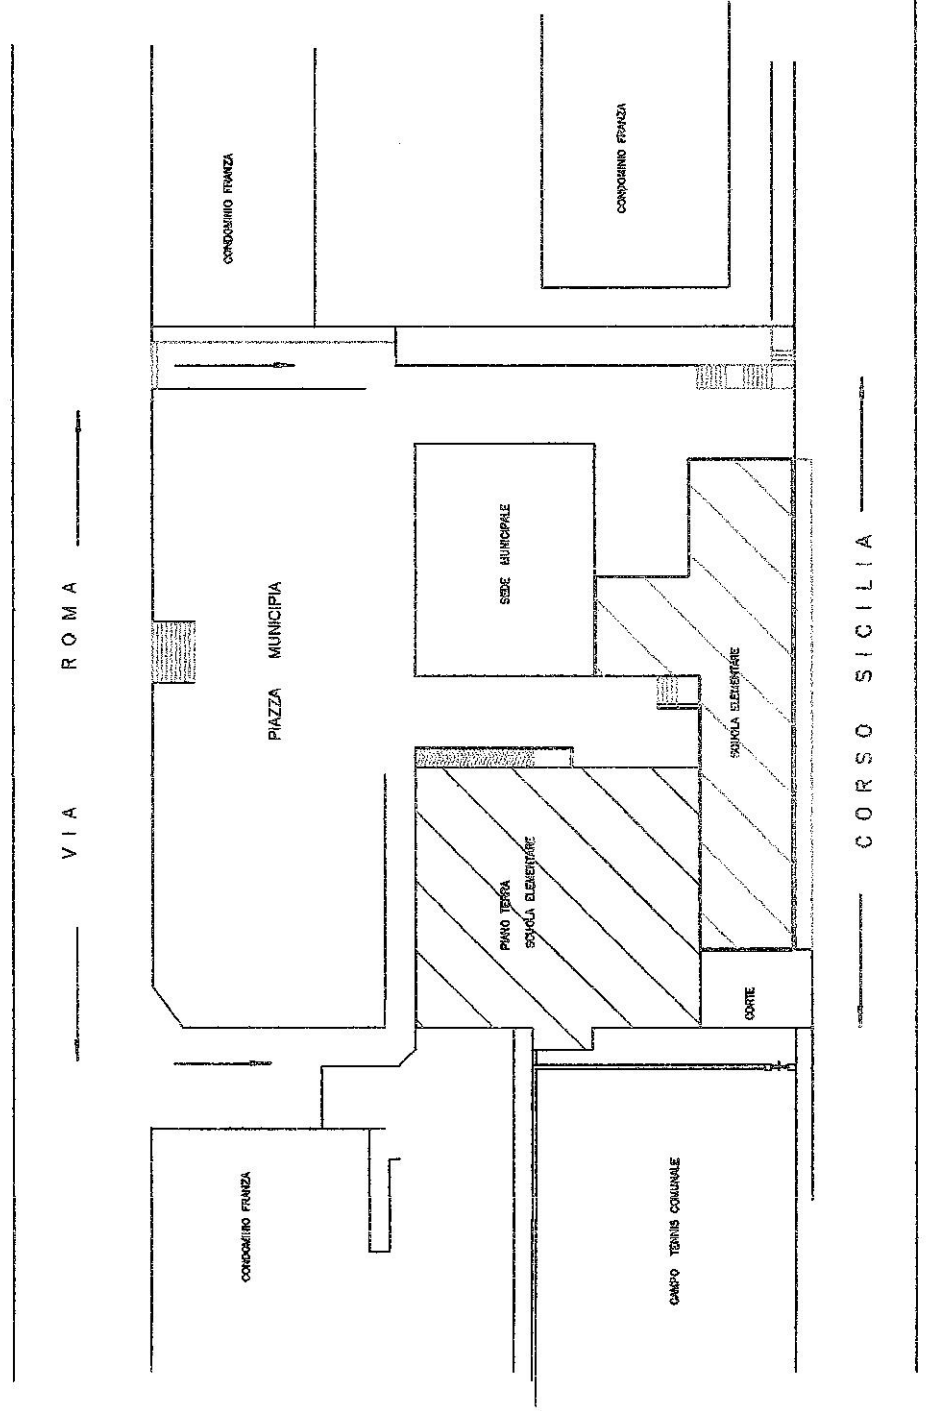 VIA ROMA
CONDOMINIO FRANZA
PIAZZA MUNICIPIA
CONDOMINIO FRANZA
SEDE MUNICIPALE
PIANO TERRA
SCUOLA ELEMENTARE
CONDOMINIO FRANZA
SCUOLA ELEMENTARE
CORTE
CAMPO TENNIS COMUNALE
CORSO SICILIA